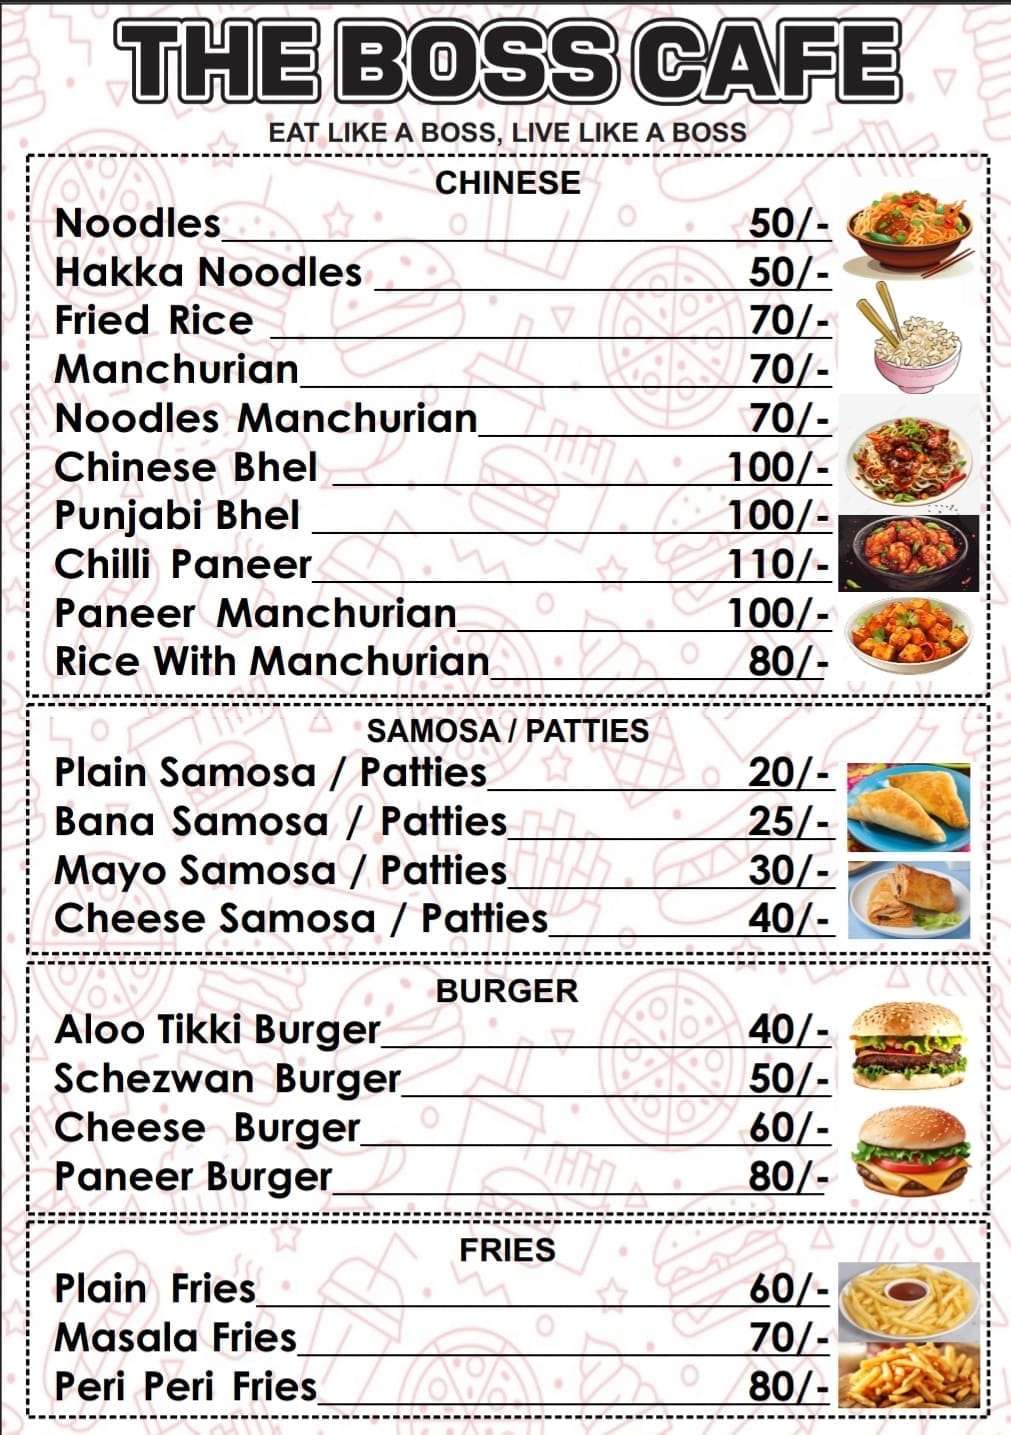 THE BOSS CAFE
EAT LIKE A BOSS, LIVE LIKE A BOSS
CHINESE
Noodles 50/-
Hakka Noodles 50/-
Fried Rice 70/-
Manchurian 70/-
Noodles Manchurian 70/-
Chinese Bhel 100/-
Punjabi Bhel 100/-
Chilli Paneer 110/-
Paneer Manchurian 100/-
Rice With Manchurian 80/-
SAMOSA / PATTIES
Plain Samosa / Patties 20/-
Bana Samosa / Patties 25/-
Mayo Samosa / Patties 30/-
Cheese Samosa / Patties 40/-
BURGER
Aloo Tikki Burger 40/-
Schezwan Burger 50/-
Cheese Burger 60/-
Paneer Burger 80/-
FRIES
Plain Fries 60/-
Masala Fries 70/-
Peri Peri Fries 80/-